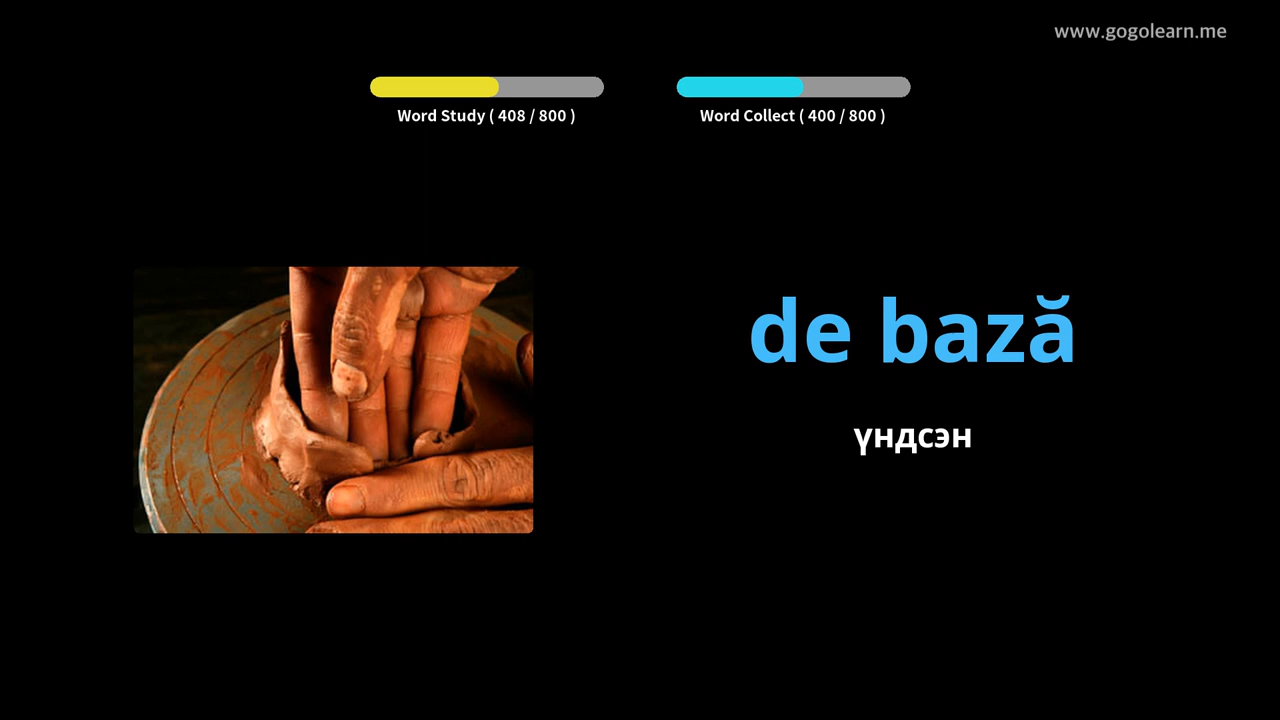 www.gogolearn.me
Word Study ( 408 / 800 )
Word Collect ( 400 / 800 )
de bază
үндсэн